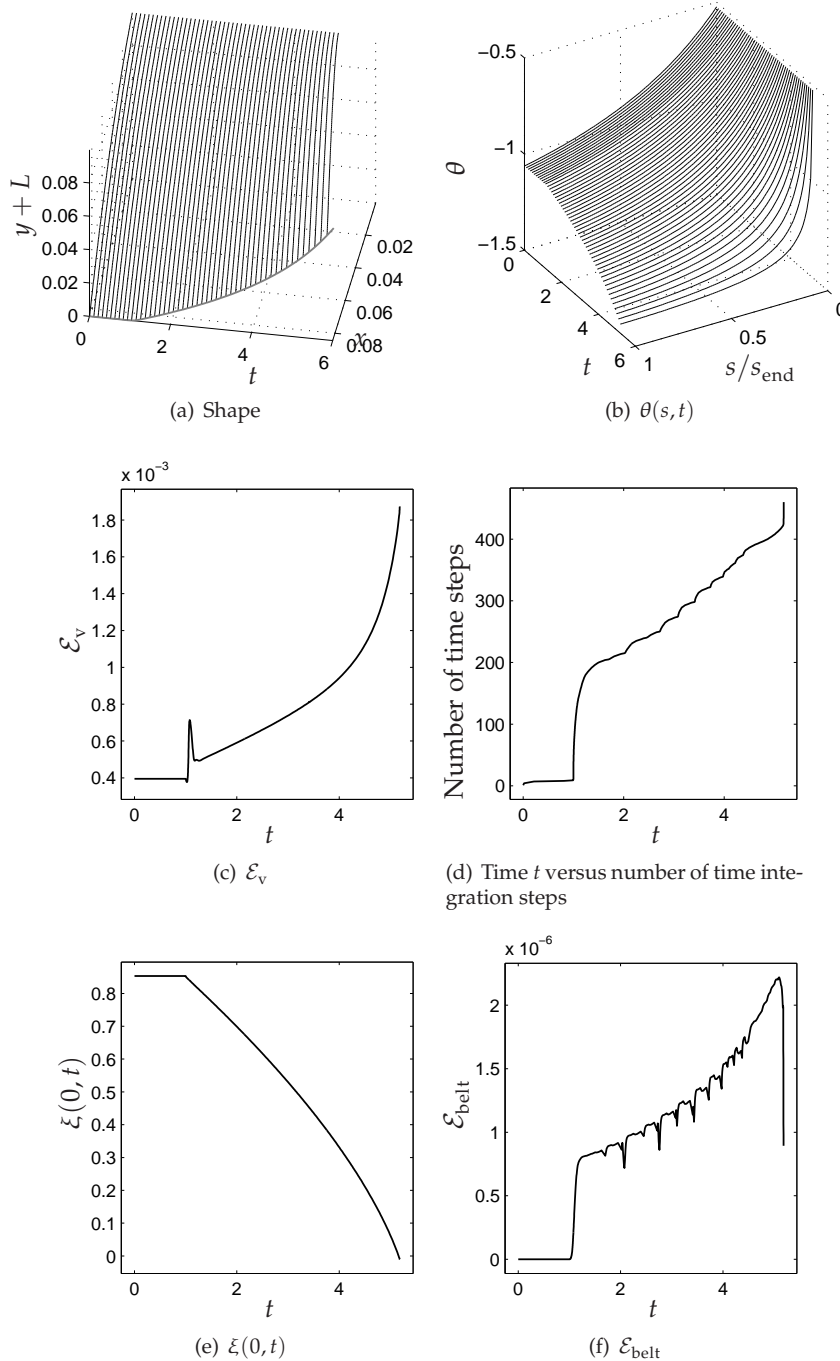 y + L
0.08
0.06
0.04
0.02
0
0
2
4
6
t
0.08
0.06
0.04
0.02
x
(a) Shape
θ
−0.5
−1
−1.5
0
2
4
6
t
1
0.5
0
s/s_end
(b) θ(s, t)
x 10⁻³
1.8
1.6
1.4
1.2
1
0.8
0.6
0.4
ℰ_v
0
2
4
t
(c) ℰ_v
Number of time steps
400
300
200
100
0
0
2
4
t
(d) Time t versus number of time inte-
gration steps
ξ(0, t)
0.8
0.7
0.6
0.5
0.4
0.3
0.2
0.1
0
0
2
4
t
(e) ξ(0, t)
x 10⁻⁶
2
1.5
1
0.5
0
ℰ_belt
0
2
4
t
(f) ℰ_belt